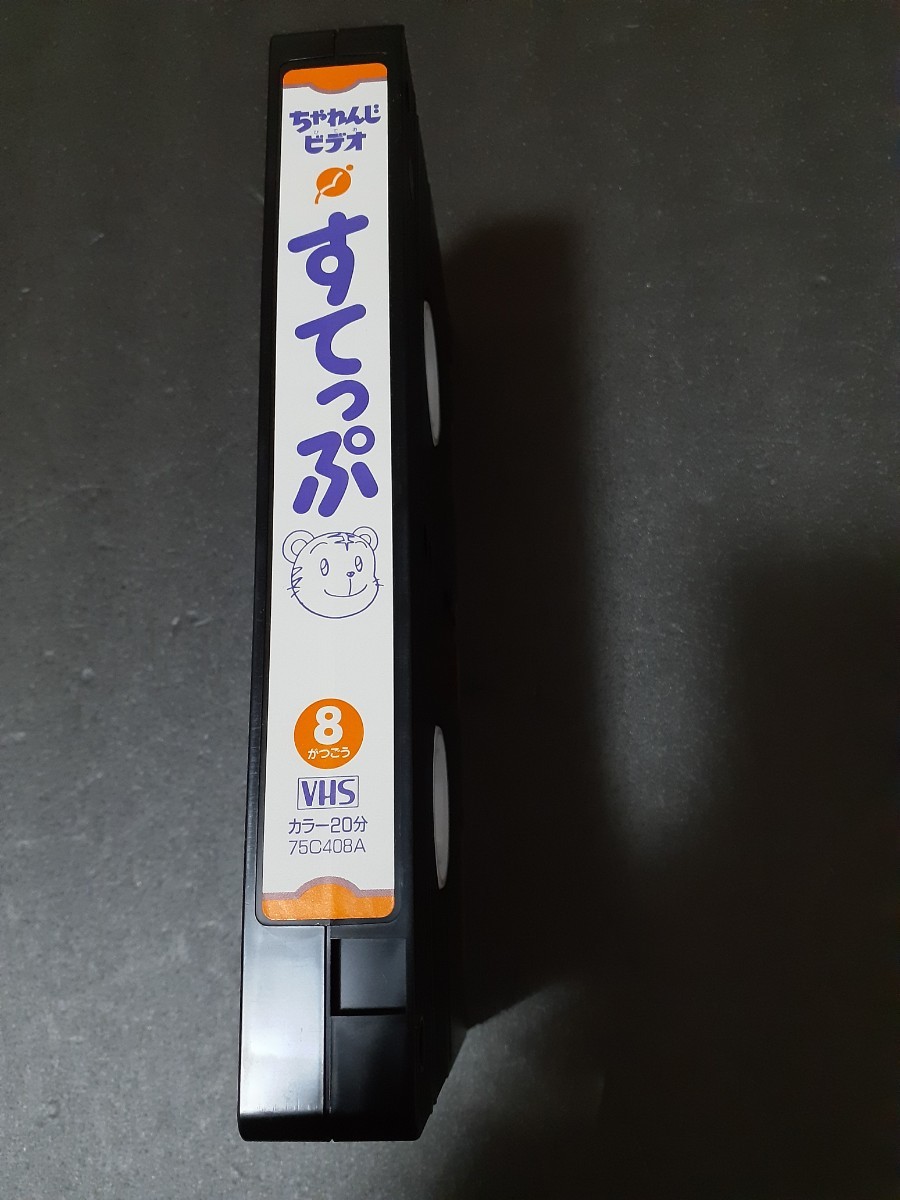 ちゃれんじ
ビデオ
すてっぷ
8
がつごう
VHS
カラー20分
75C408A